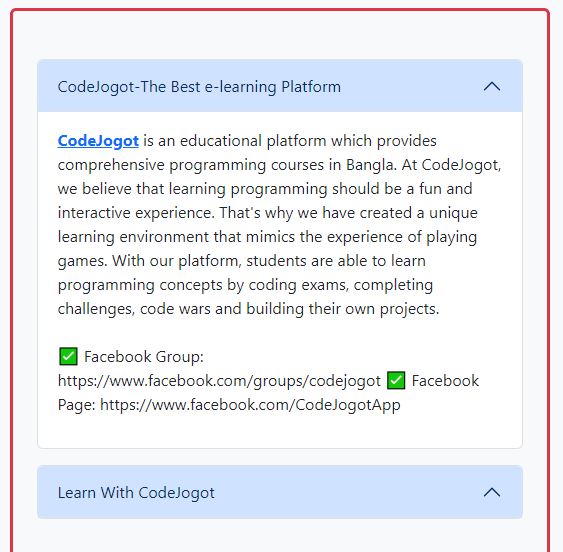 CodeJogot-The Best e-learning Platform
CodeJogot is an educational platform which provides
comprehensive programming courses in Bangla. At CodeJogot,
we believe that learning programming should be a fun and
interactive experience. That's why we have created a unique
learning environment that mimics the experience of playing
games. With our platform, students are able to learn
programming concepts by coding exams, completing
challenges, code wars and building their own projects.
✅ Facebook Group:
https://www.facebook.com/groups/codejogot ✅ Facebook
Page: https://www.facebook.com/CodeJogotApp
Learn With CodeJogot